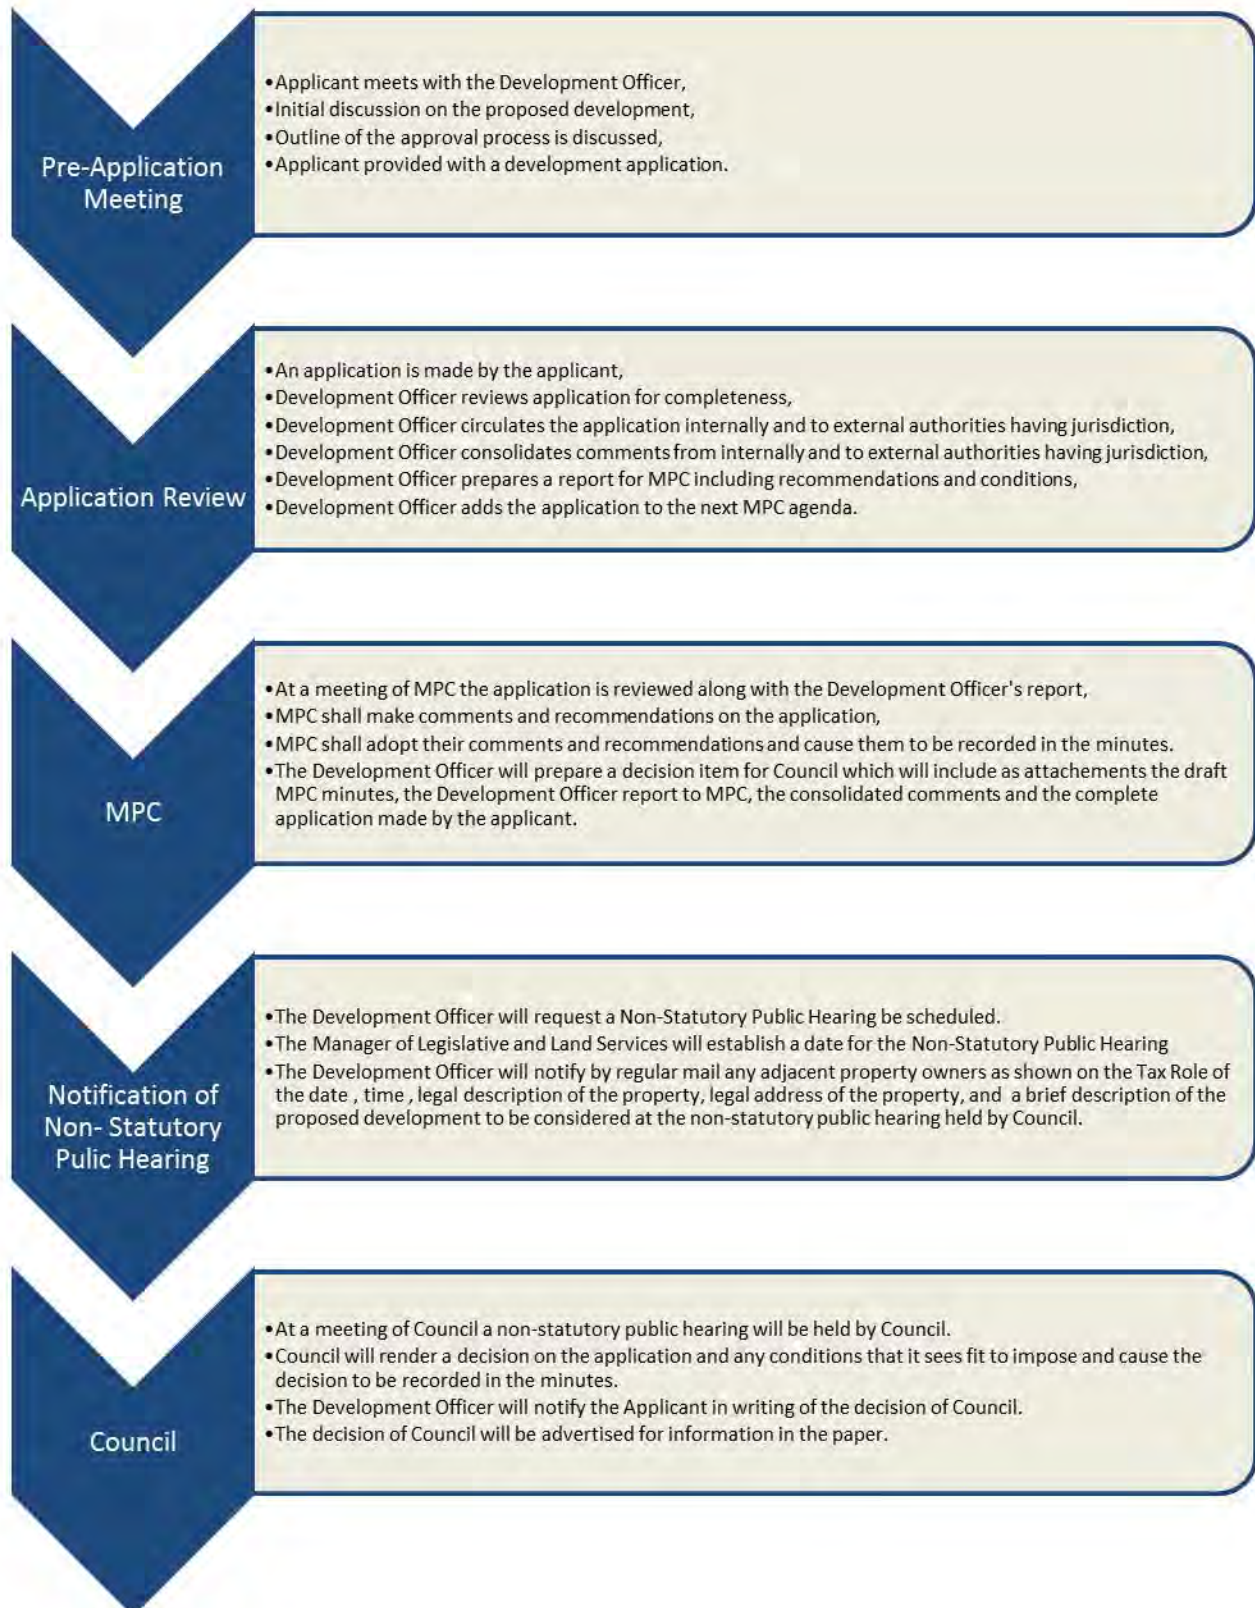 Pre-Application
Meeting
•Applicant meets with the Development Officer,
•Initial discussion on the proposed development,
•Outline of the approval process is discussed,
•Applicant provided with a development application.
Application Review
•An application is made by the applicant,
•Development Officer reviews application for completeness,
•Development Officer circulates the application internally and to external authorities having jurisdiction,
•Development Officer consolidates comments from internally and to external authorities having jurisdiction,
•Development Officer prepares a report for MPC including recommendations and conditions,
•Development Officer adds the application to the next MPC agenda.
MPC
•At a meeting of MPC the application is reviewed along with the Development Officer's report,
•MPC shall make comments and recommendations on the application,
•MPC shall adopt their comments and recommendations and cause them to be recorded in the minutes.
•The Development Officer will prepare a decision item for Council which will include as attachements the draft
MPC minutes, the Development Officer report to MPC, the consolidated comments and the complete
application made by the applicant.
Notification of
Non- Statutory
Pulic Hearing
•The Development Officer will request a Non-Statutory Public Hearing be scheduled.
•The Manager of Legislative and Land Services will establish a date for the Non-Statutory Public Hearing
•The Development Officer will notify by regular mail any adjacent property owners as shown on the Tax Role of
the date , time , legal description of the property, legal address of the property, and a brief description of the
proposed development to be considered at the non-statutory public hearing held by Council.
Council
•At a meeting of Council a non-statutory public hearing will be held by Council.
•Council will render a decision on the application and any conditions that it sees fit to impose and cause the
decision to be recorded in the minutes.
•The Development Officer will notify the Applicant in writing of the decision of Council.
•The decision of Council will be advertised for information in the paper.